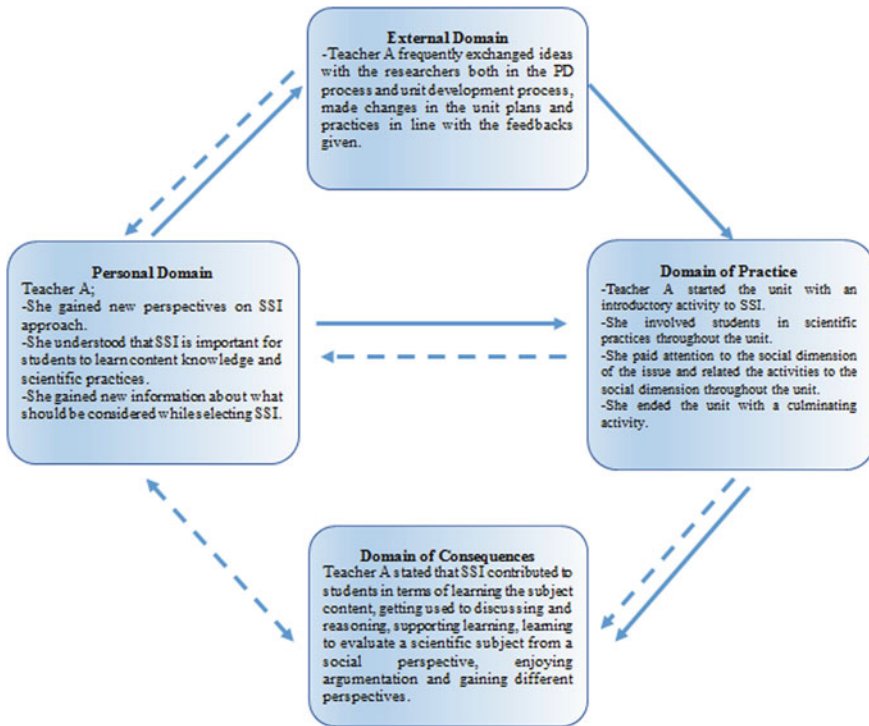 External Domain
-Teacher A frequently exchanged ideas
with the researchers both in the PD
process and unit development process,
made changes in the unit plans and
practices in line with the feedbacks
given.
Personal Domain
Teacher A;
-She gained new perspectives on SSI
approach.
-She understood that SSI is important for
students to learn content knowledge and
scientific practices.
-She gained new information about what
should be considered while selecting SSI.
Domain of Practice
-Teacher A started the unit with an
introductory activity to SSI.
-She involved students in scientific
practices throughout the unit.
-She paid attention to the social dimension
of the issue and related the activities to the
social dimension throughout the unit.
-She ended the unit with a culminating
activity.
Domain of Consequences
Teacher A stated that SSI contributed to
students in terms of learning the subject
content, getting used to discussing and
reasoning, supporting learning, learning
to evaluate a scientific subject from a
social perspective, enjoying
argumentation and gaining different
perspectives.